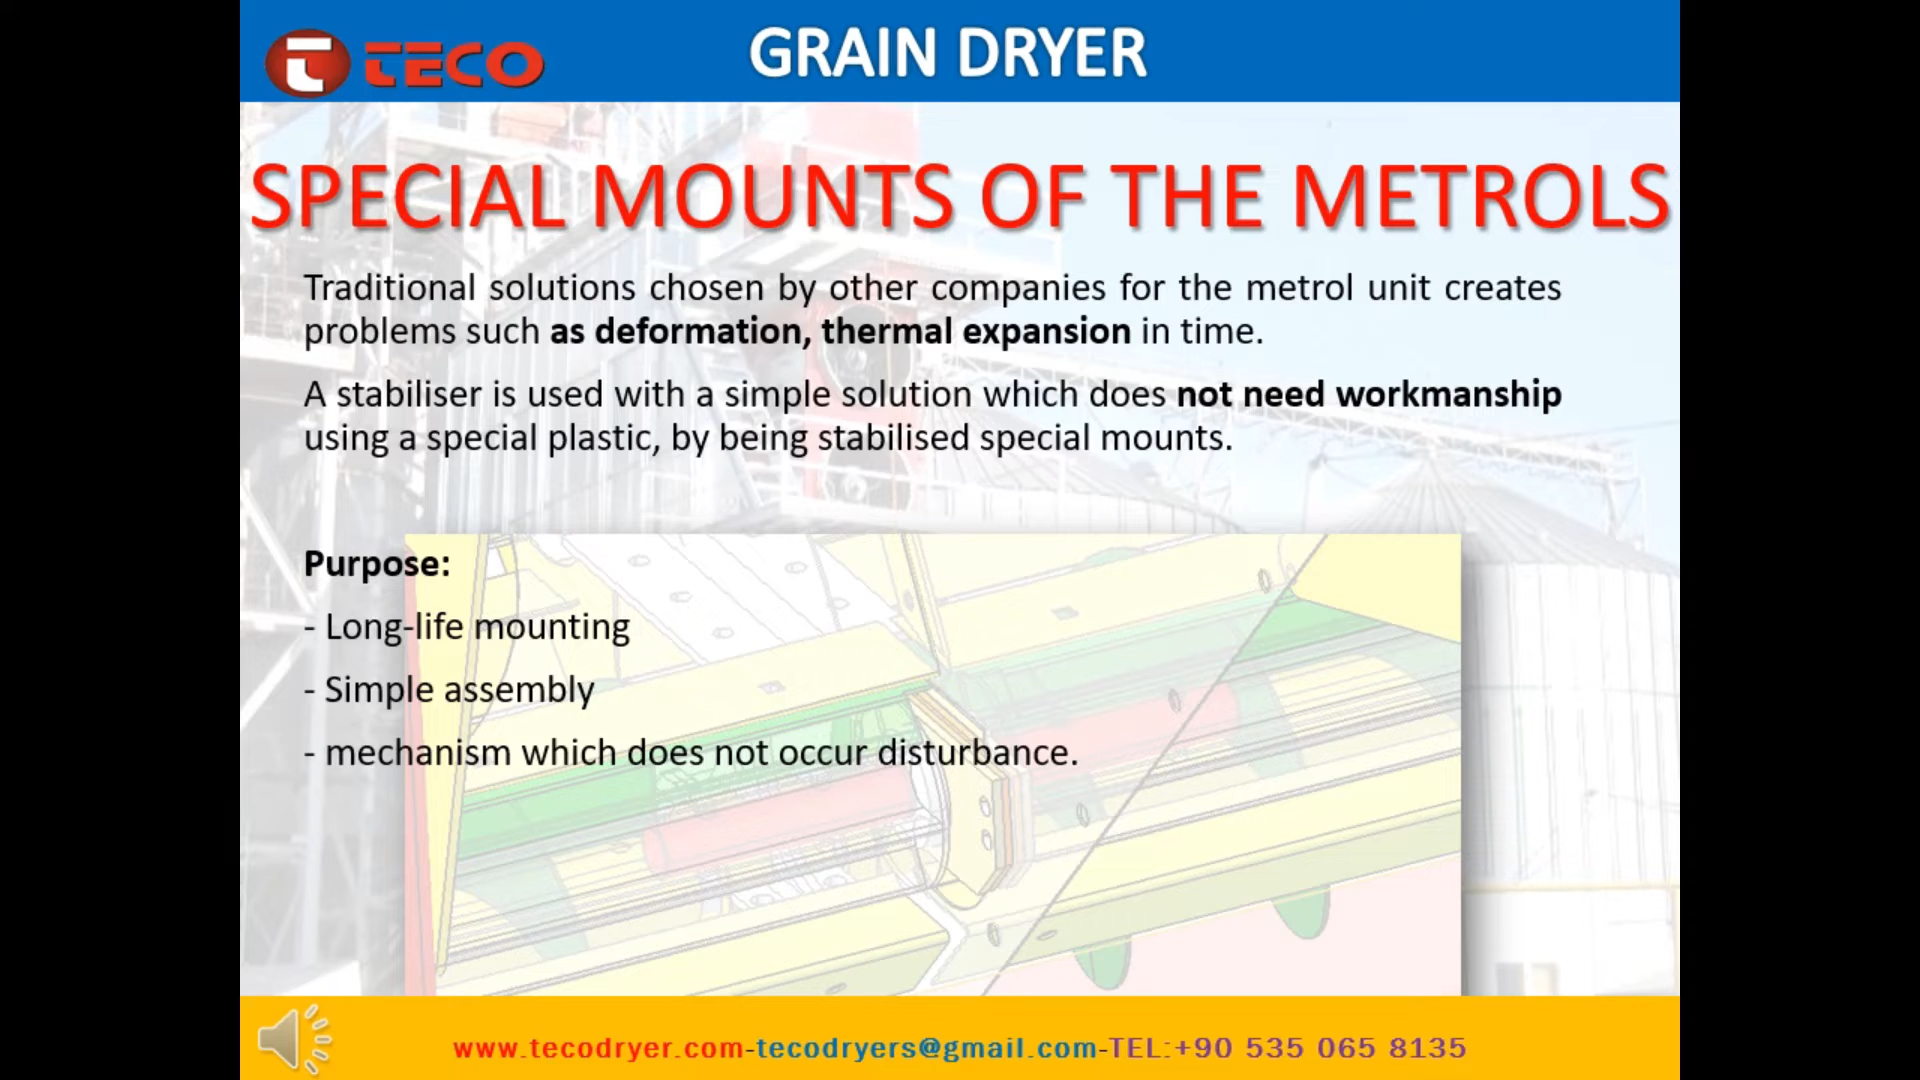 TECO
GRAIN DRYER
SPECIAL MOUNTS OF THE METROLS
Traditional solutions chosen by other companies for the metrol unit creates
problems such as deformation, thermal expansion in time.
A stabiliser is used with a simple solution which does not need workmanship
using a special plastic, by being stabilised special mounts.
Purpose:
- Long-life mounting
- Simple assembly
- mechanism which does not occur disturbance.
www.tecodryer.com-tecodryers@gmail.com-TEL:+90 535 065 8135